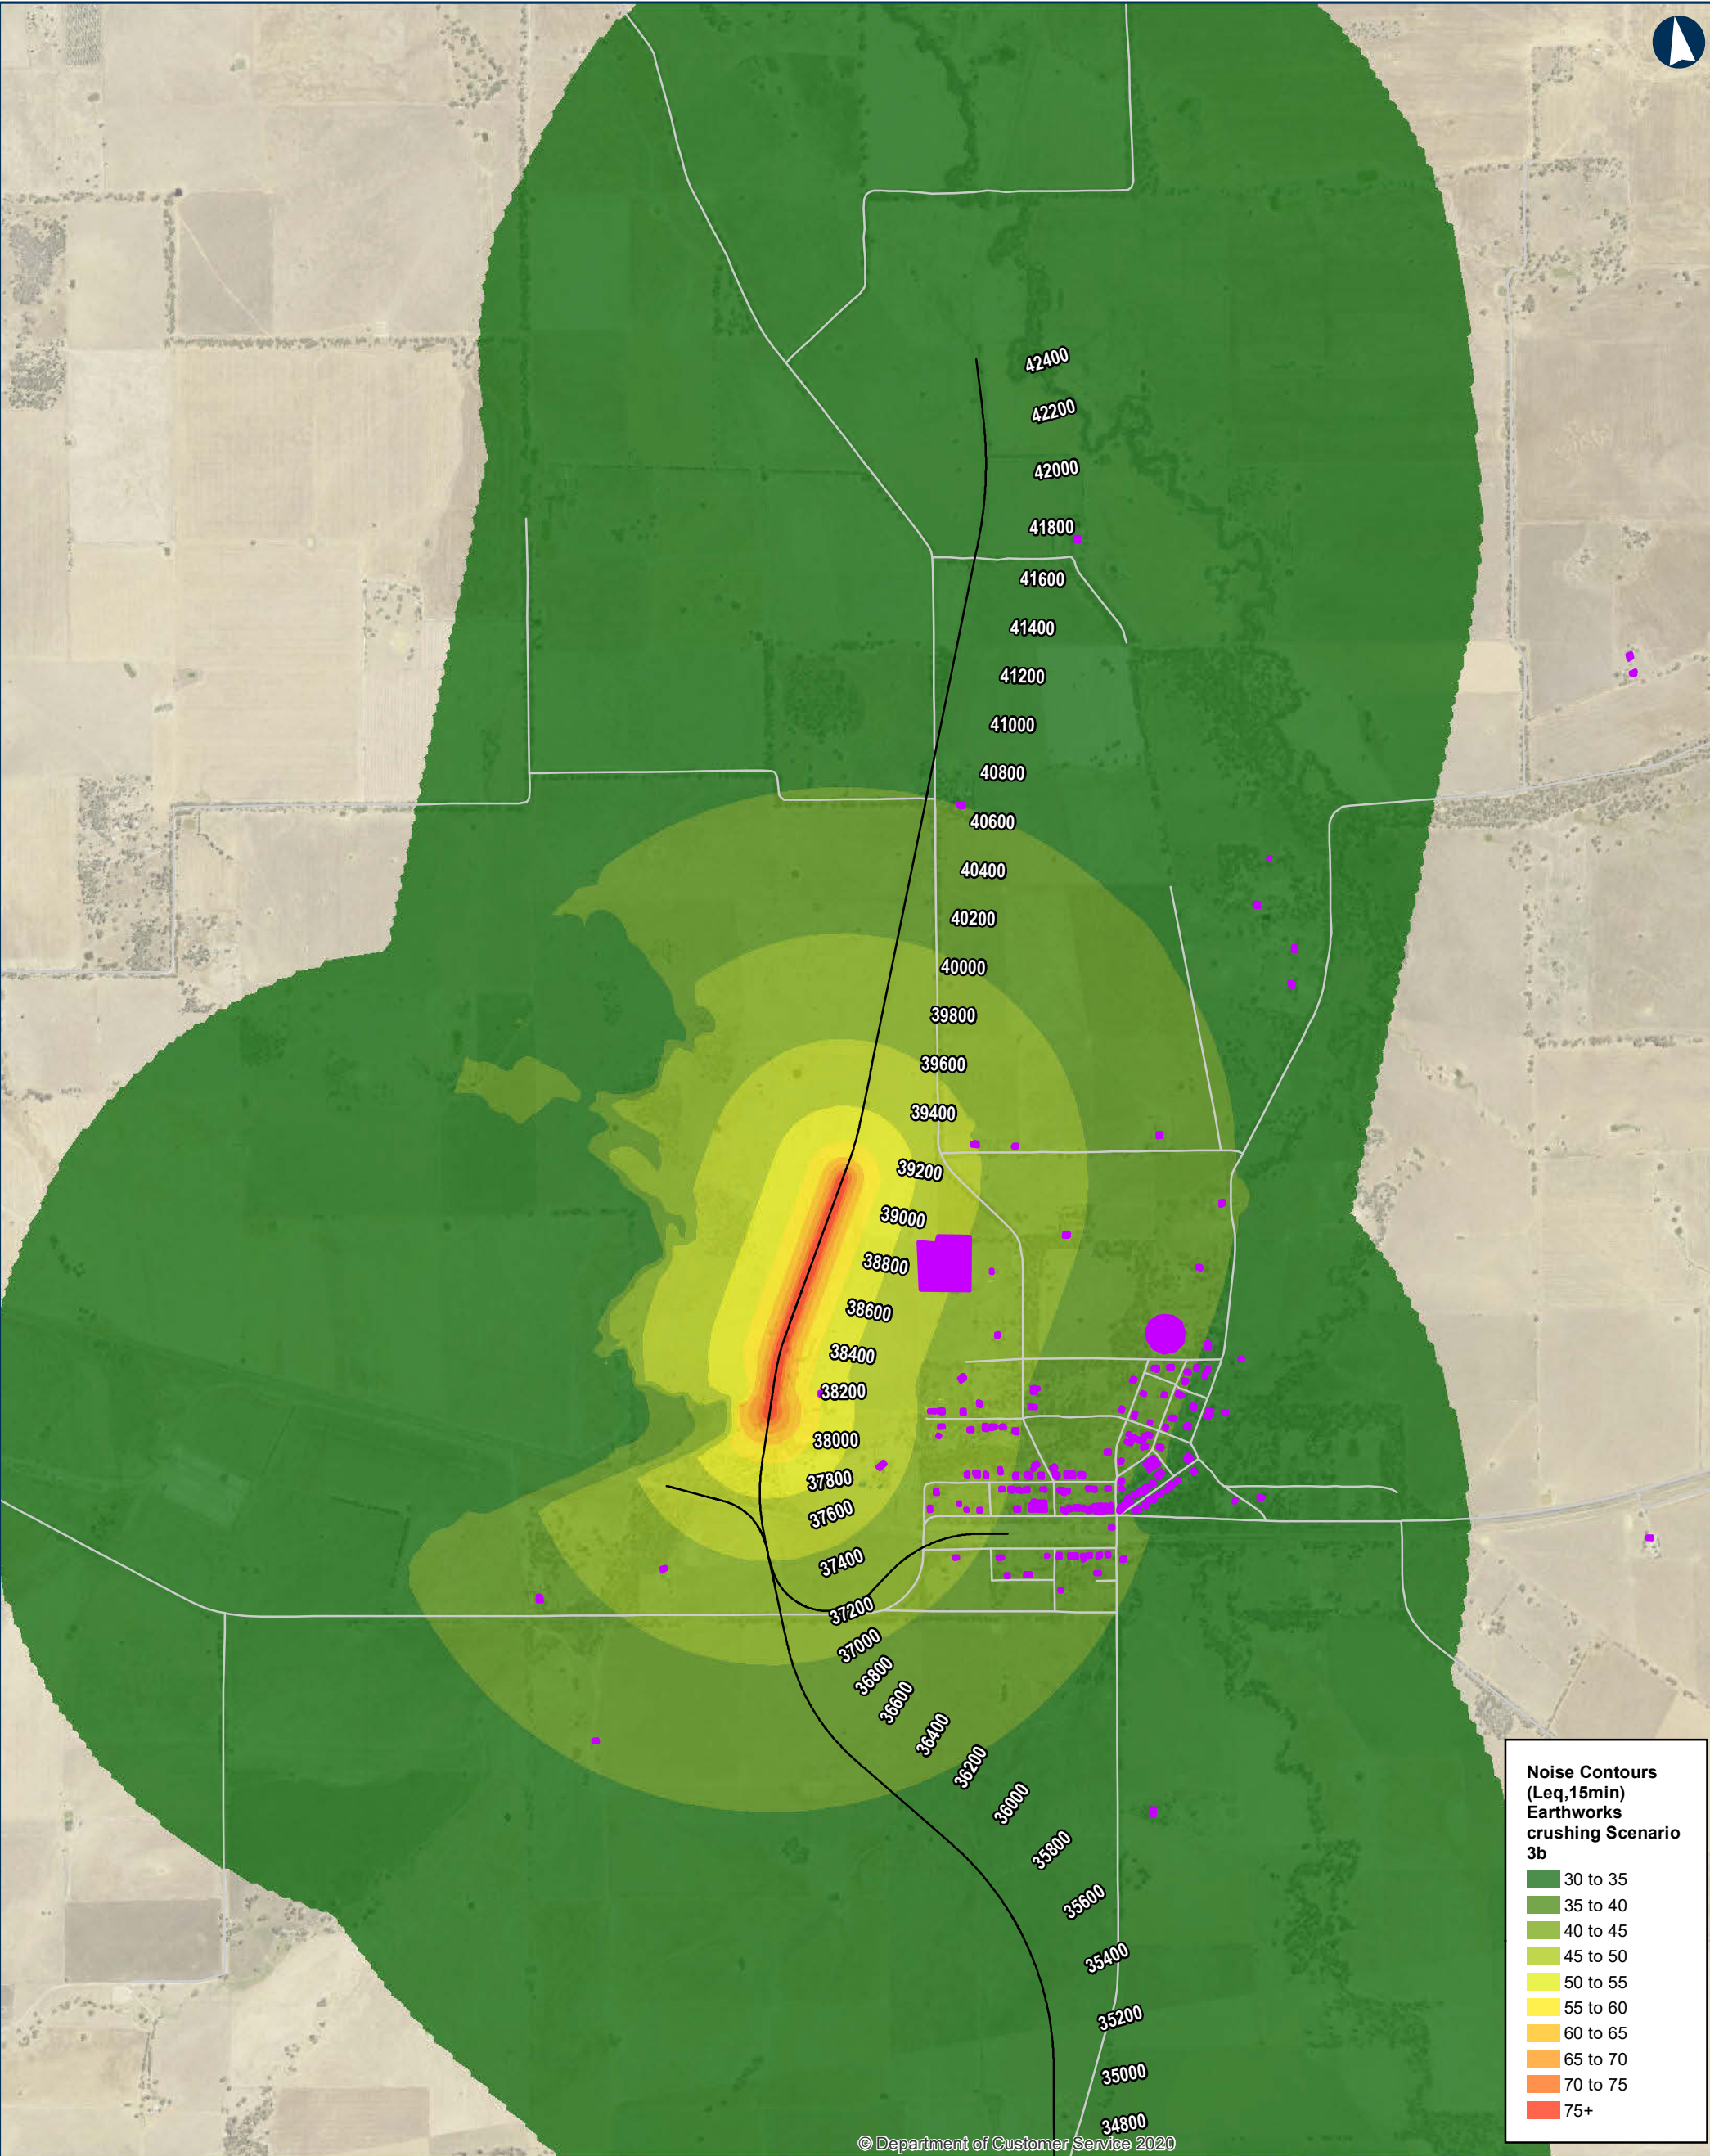 42400
42200
42000
41800
41600
41400
41200
41000
40800
40600
40400
40200
40000
39800
39600
39400
39200
39000
38800
38600
38400
38200
38000
37800
37600
37400
37200
37000
36800
36600
36400
36200
36000
35800
35600
35400
35200
35000
34800
Noise Contours
(Leq,15min)
Earthworks
crushing Scenario
3b
30 to 35
35 to 40
40 to 45
45 to 50
50 to 55
55 to 60
60 to 65
65 to 70
70 to 75
75+
© Department of Customer Service 2020